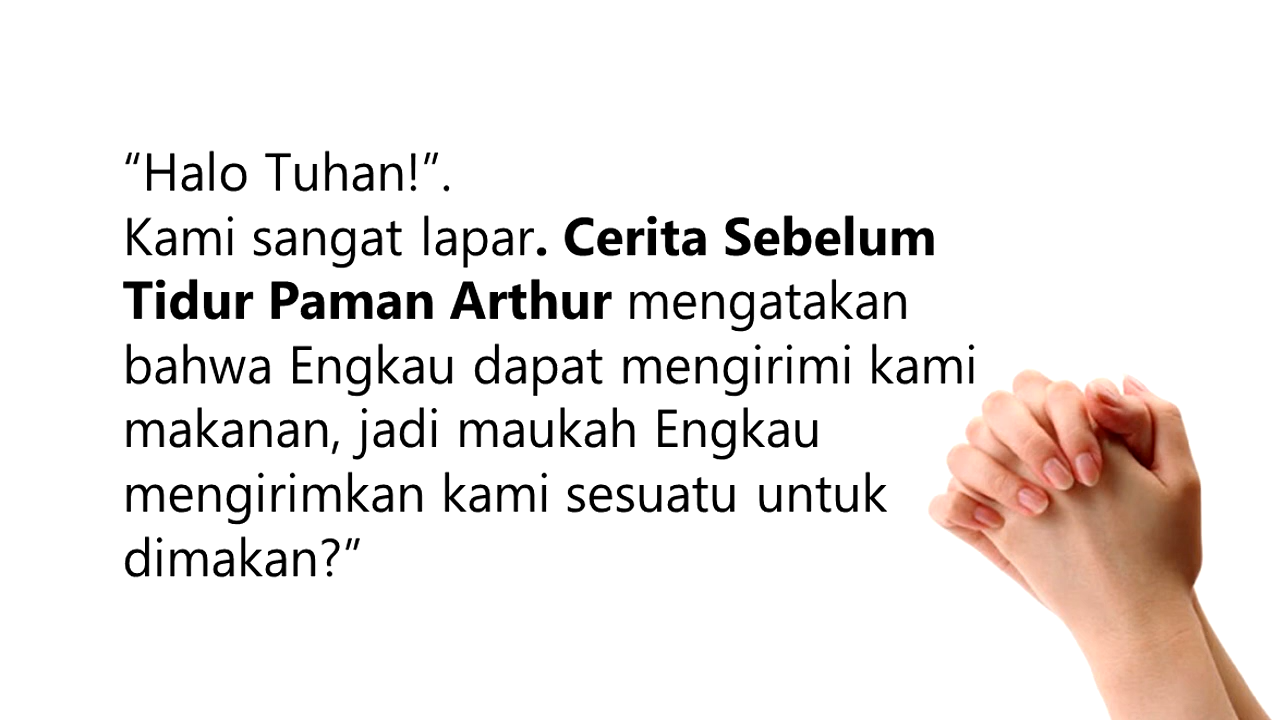 “Halo Tuhan!”.
Kami sangat lapar. Cerita Sebelum
Tidur Paman Arthur mengatakan
bahwa Engkau dapat mengirimi kami
makanan, jadi maukah Engkau
mengirimkan kami sesuatu untuk
dimakan?”